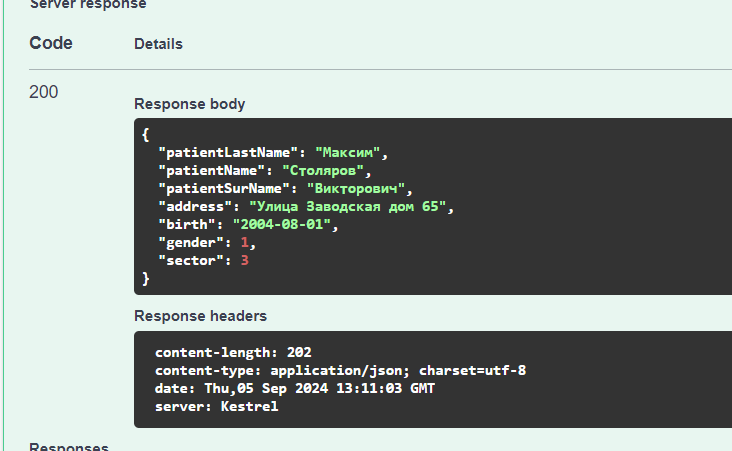 Server response
Code Details
200
Response body
{
"patientLastName": "Максим",
"patientName": "Столяров",
"patientSurName": "Викторович",
"address": "Улица Заводская дом 65",
"birth": "2004-08-01",
"gender": 1,
"sector": 3
}
Response headers
content-length: 202
content-type: application/json; charset=utf-8
date: Thu,05 Sep 2024 13:11:03 GMT
server: Kestrel
Responses